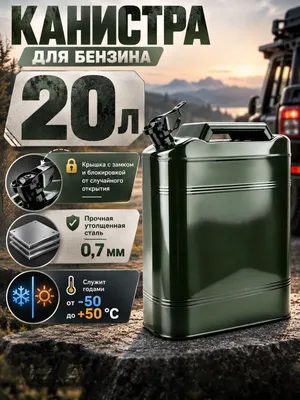 КАНИСТРА
ДЛЯ БЕНЗИНА
20л
Крышка с замком
и блокировкой
от случайного
открытия
Прочная
утолщенная
сталь
0,7 мм
Служит
годами
от -50
до +50 °C